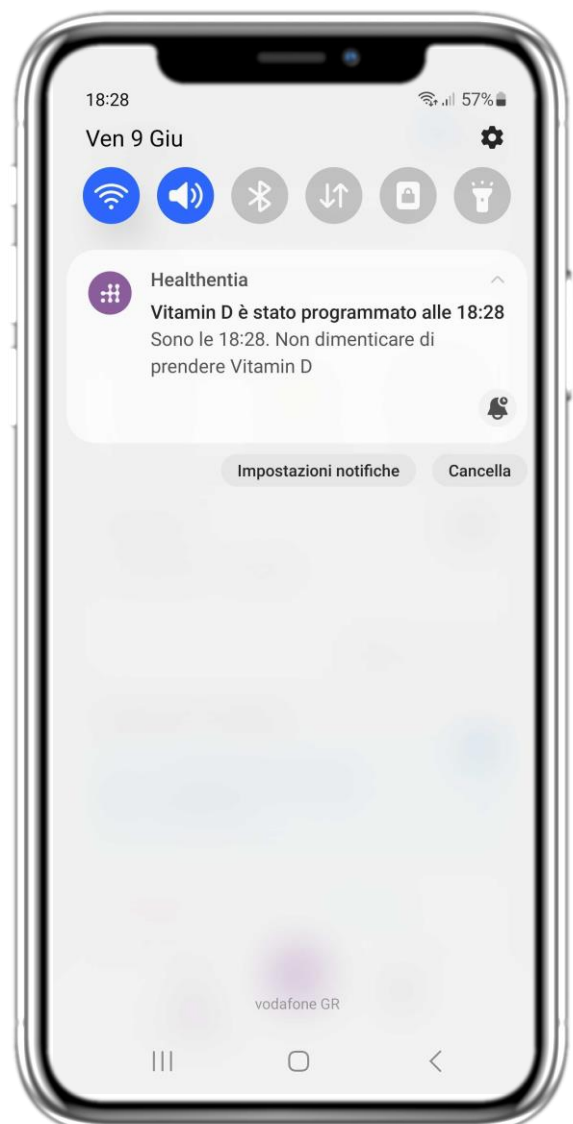 18:28 57%
Ven 9 Giu
Healthentia
Vitamin D è stato programmato alle 18:28
Sono le 18:28. Non dimenticare di
prendere Vitamin D
Impostazioni notifiche Cancella
vodafone GR